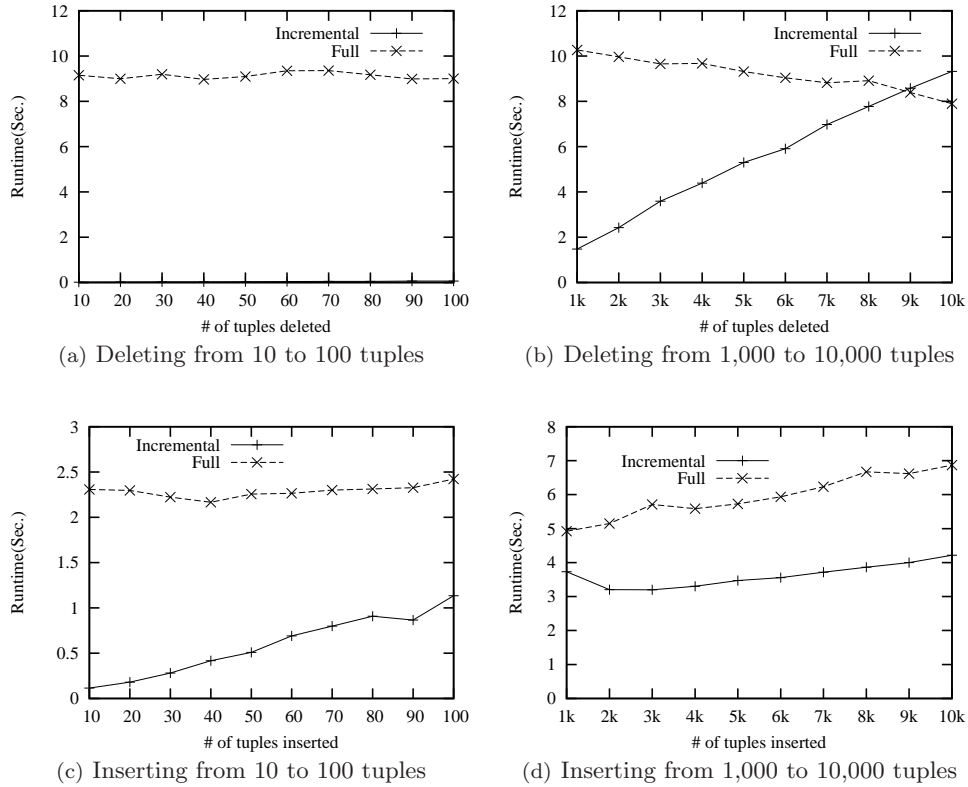 12
10
8
6
4
2
0
Runtime(Sec.)
Incremental
Full
10 20 30 40 50 60 70 80 90 100
# of tuples deleted
(a) Deleting from 10 to 100 tuples
12
10
8
6
4
2
0
Runtime(Sec.)
Incremental
Full
1k 2k 3k 4k 5k 6k 7k 8k 9k 10k
# of tuples deleted
(b) Deleting from 1,000 to 10,000 tuples
3
2.5
2
1.5
1
0.5
0
Runtime(Sec.)
Incremental
Full
10 20 30 40 50 60 70 80 90 100
# of tuples inserted
(c) Inserting from 10 to 100 tuples
8
7
6
5
4
3
2
1
0
Runtime(Sec.)
Incremental
Full
1k 2k 3k 4k 5k 6k 7k 8k 9k 10k
# of tuples inserted
(d) Inserting from 1,000 to 10,000 tuples